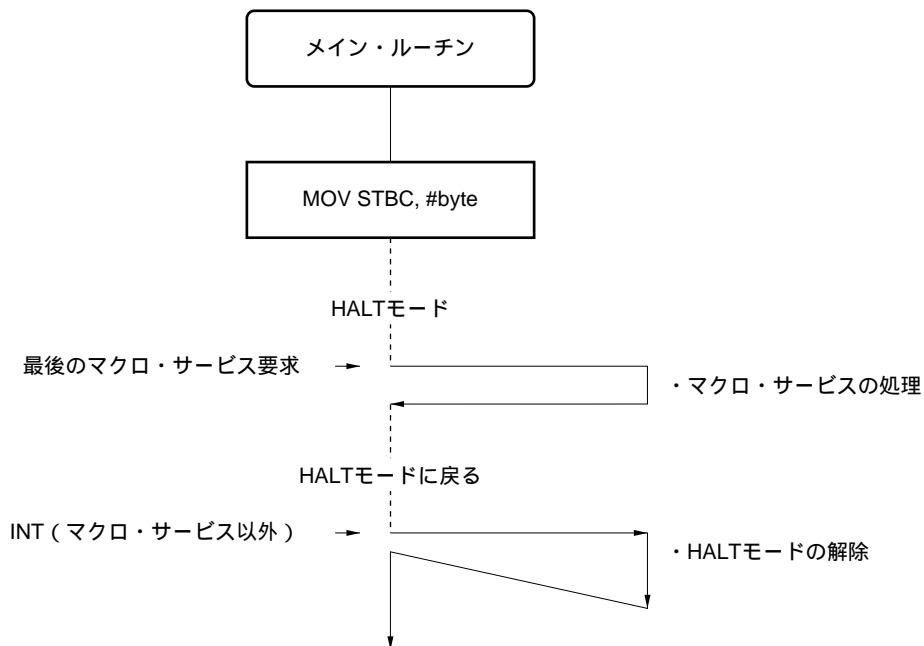 メイン・ルーチン
MOV STBC, #byte
HALTモード
最後のマクロ・サービス要求
・マクロ・サービスの処理
HALTモードに戻る
INT（マクロ・サービス以外）
・HALTモードの解除